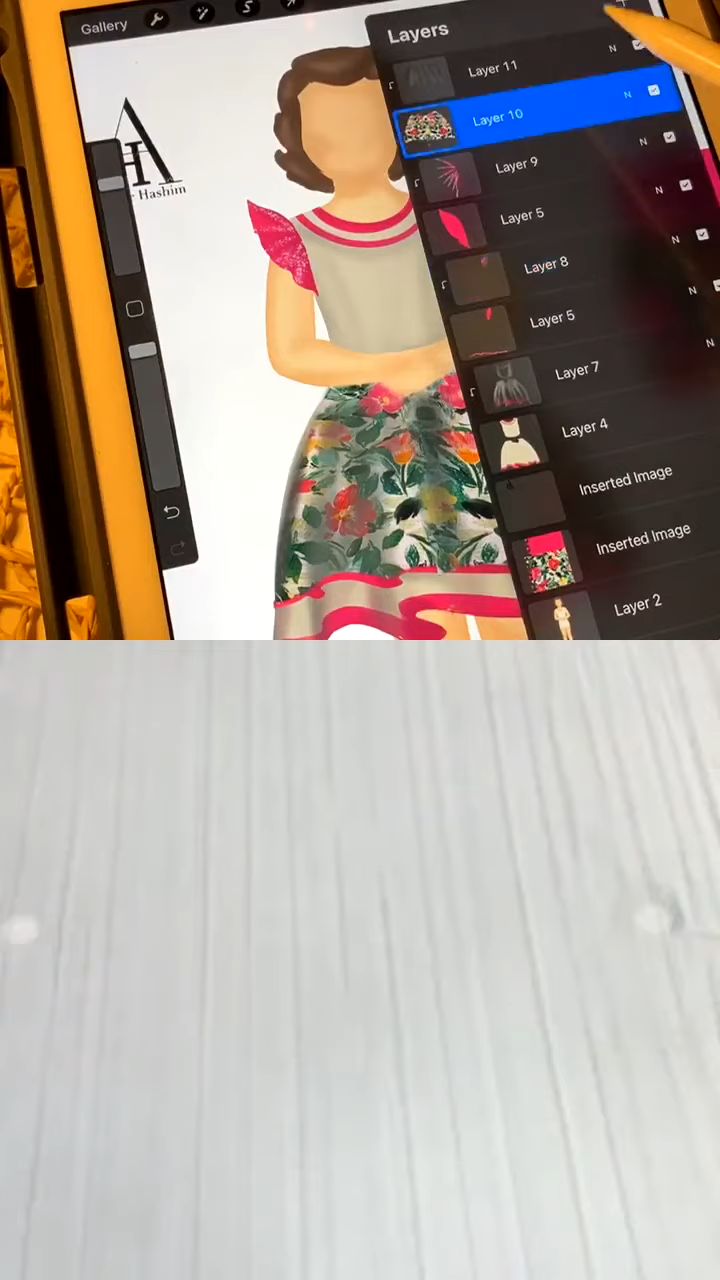 Gallery
Layers
Layer 11
N
Layer 10
N
Layer 9
N
Layer 5
N
Layer 8
N
Layer 5
N
Layer 7
N
Layer 4
Inserted Image
Inserted Image
Layer 2
AH
Hashim